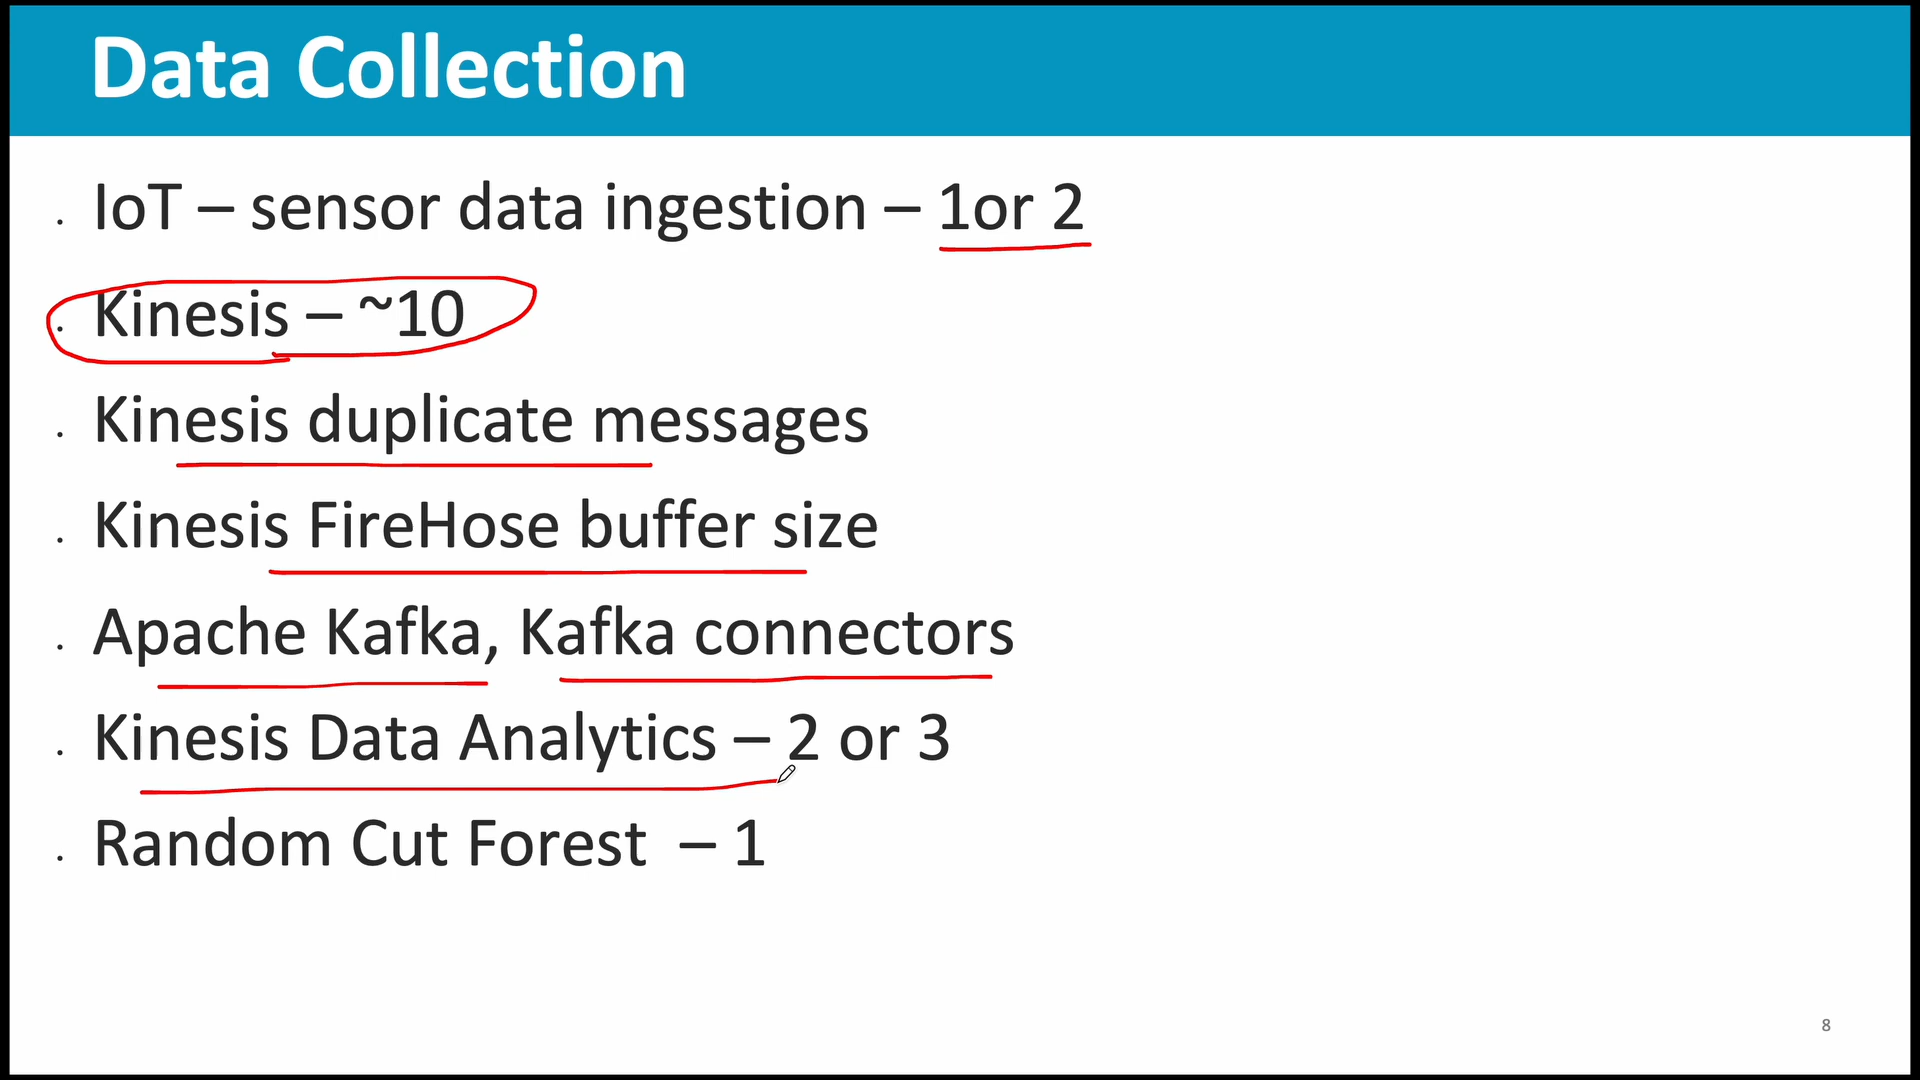 Data Collection
IoT – sensor data ingestion – 1or 2
Kinesis – ~10
Kinesis duplicate messages
Kinesis FireHose buffer size
Apache Kafka, Kafka connectors
Kinesis Data Analytics – 2 or 3
Random Cut Forest – 1
8